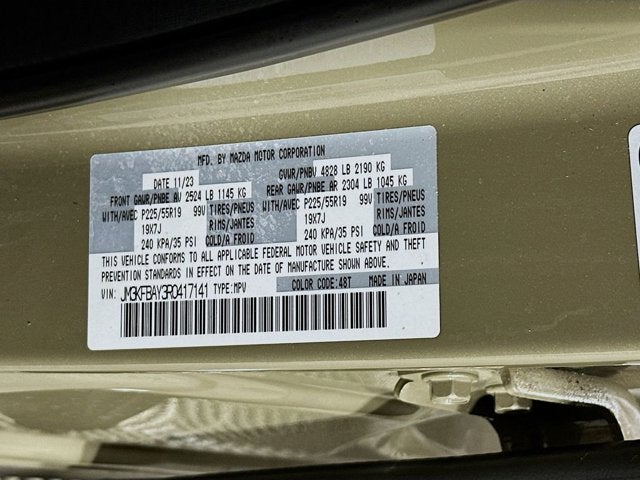 MFD. BY MAZDA MOTOR CORPORATION
DATE 11/23 GVWR/PNBV 4828 LB 2190 KG
FRONT GAWR/PNBE AV 2524 LB 1145 KG REAR GAWR/PNBE AR 2304 LB 1045 KG
WITH/AVEC P225/55R19 99V TIRES/PNEUS WITH/AVEC P225/55R19 99V TIRES/PNEUS
19X7J RIMS/JANTES 19X7J RIMS/JANTES
240 KPA/35 PSI COLD/A FROID 240 KPA/35 PSI COLD/A FROID
THIS VEHICLE CONFORMS TO ALL APPLICABLE FEDERAL MOTOR VEHICLE SAFETY AND THEFT
PREVENTION STANDARDS IN EFFECT ON THE DATE OF MANUFACTURE SHOWN ABOVE.
VIN: JM3KFBAY3R0417141 TYPE: MPV COLOR CODE: 48T MADE IN JAPAN